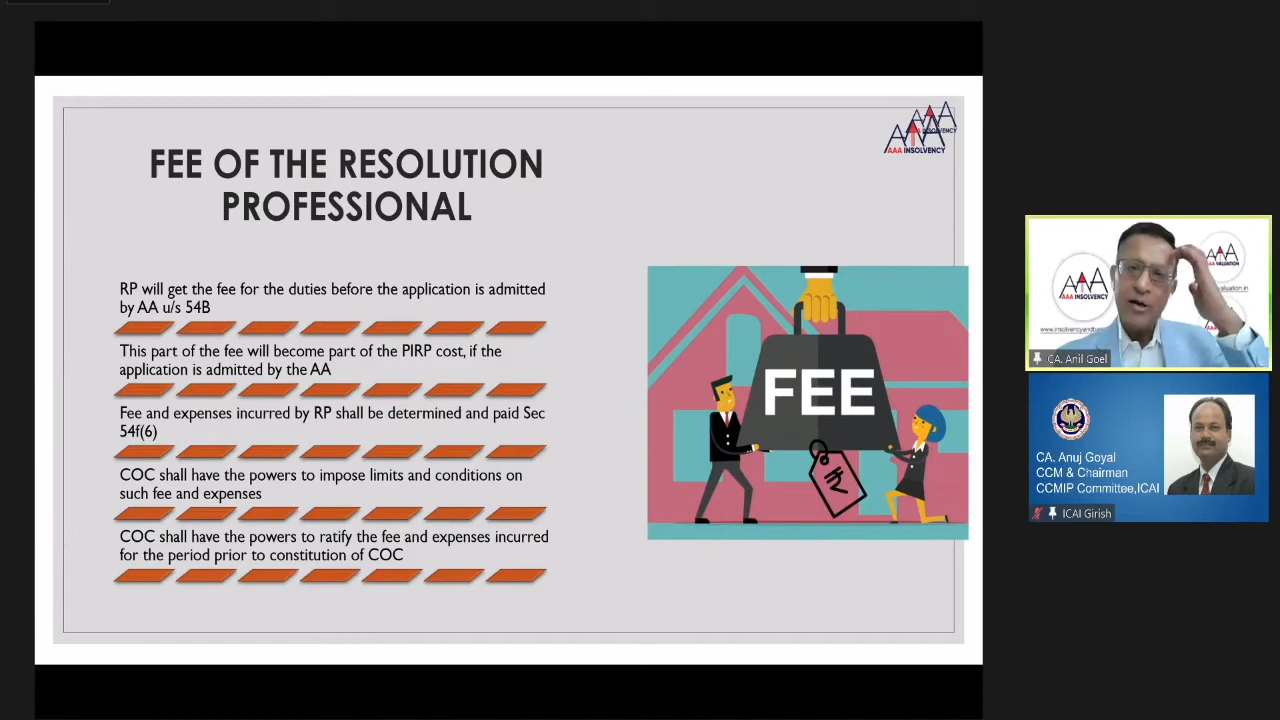 FEE OF THE RESOLUTION
PROFESSIONAL
RP will get the fee for the duties before the application is admitted
by AA u/s 54B
This part of the fee will become part of the PIRP cost, if the
application is admitted by the AA
Fee and expenses incurred by RP shall be determined and paid Sec
54f(6)
COC shall have the powers to impose limits and conditions on
such fee and expenses
COC shall have the powers to ratify the fee and expenses incurred
for the period prior to constitution of COC
AAA INSOLVENCY
FEE
₹
AAA INSOLVENCY
AAA VALUATION
CA. Anil Goel
CA. Anuj Goyal
CCM & Chairman
CCMIP Committee,ICAI
ICAI Girish